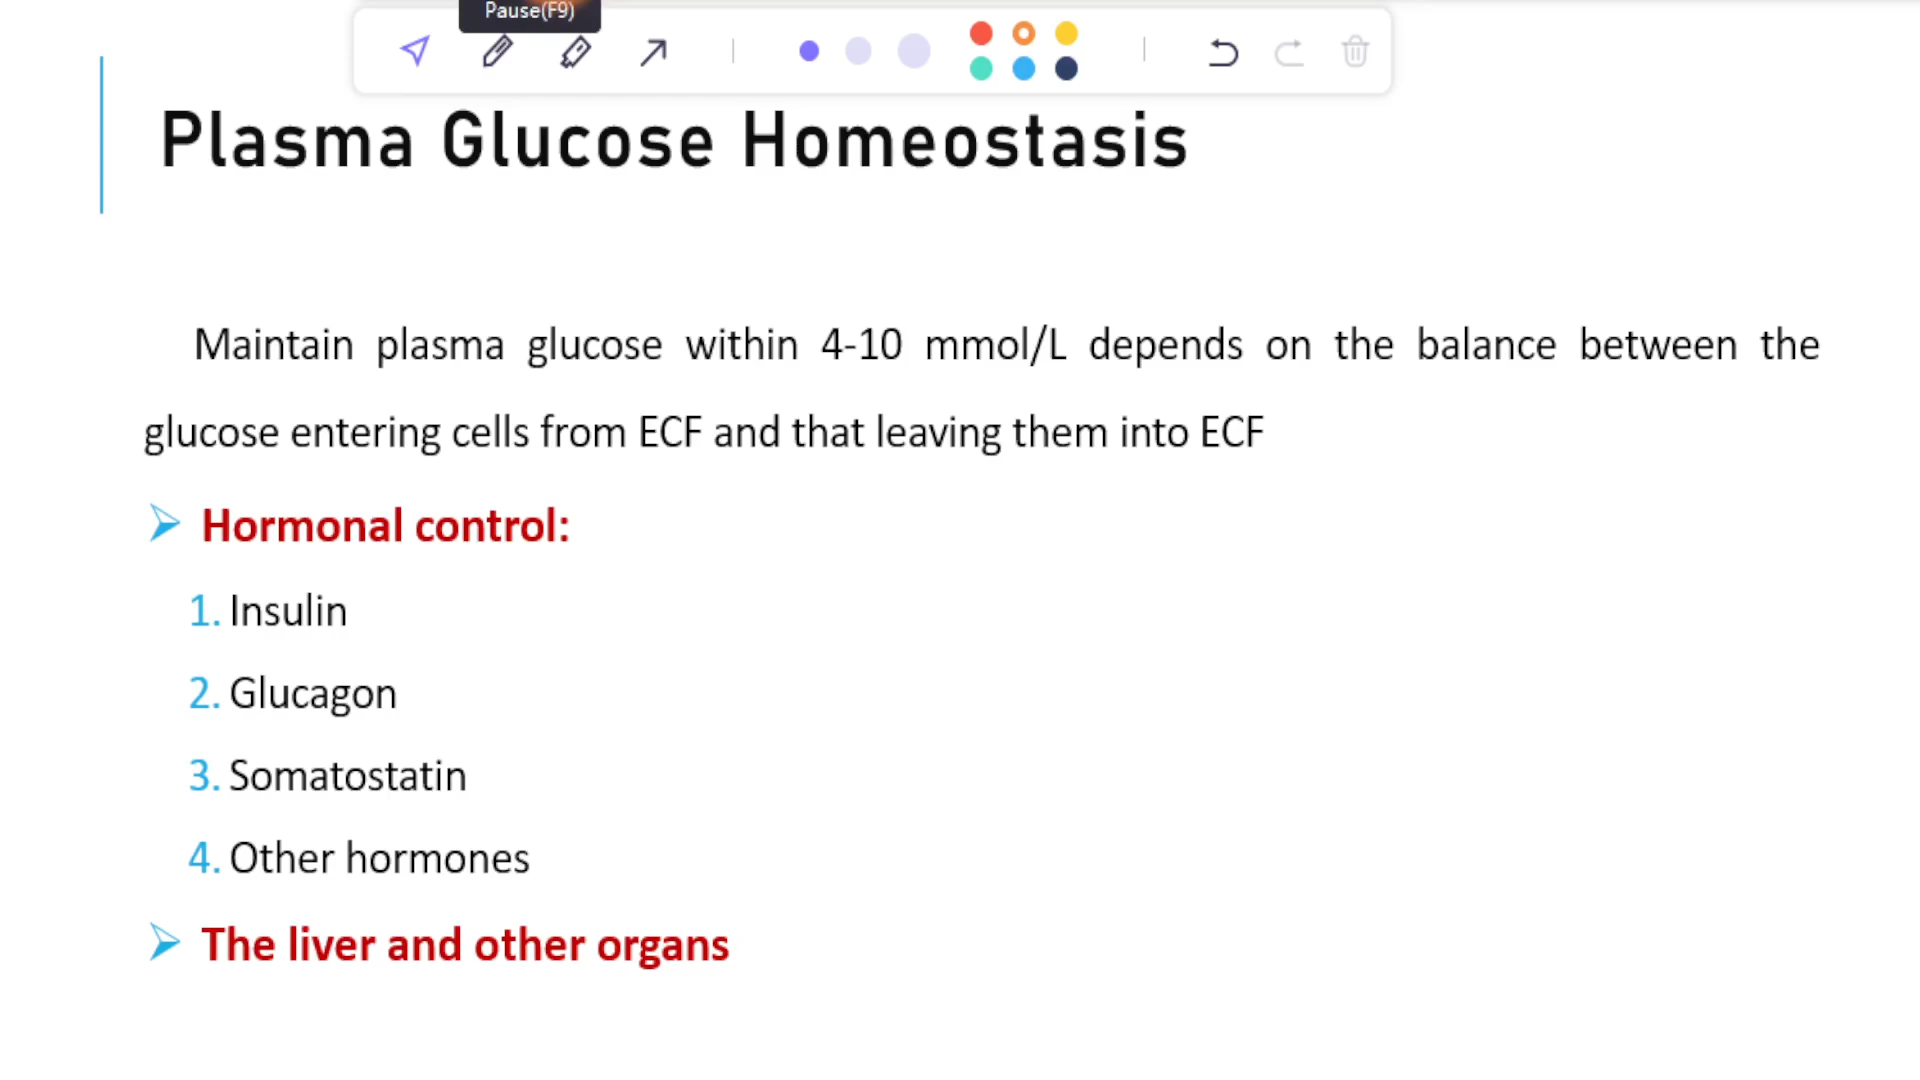 Pause(F9)
Plasma Glucose Homeostasis
Maintain plasma glucose within 4-10 mmol/L depends on the balance between the
glucose entering cells from ECF and that leaving them into ECF
Hormonal control:
1. Insulin
2. Glucagon
3. Somatostatin
4. Other hormones
The liver and other organs